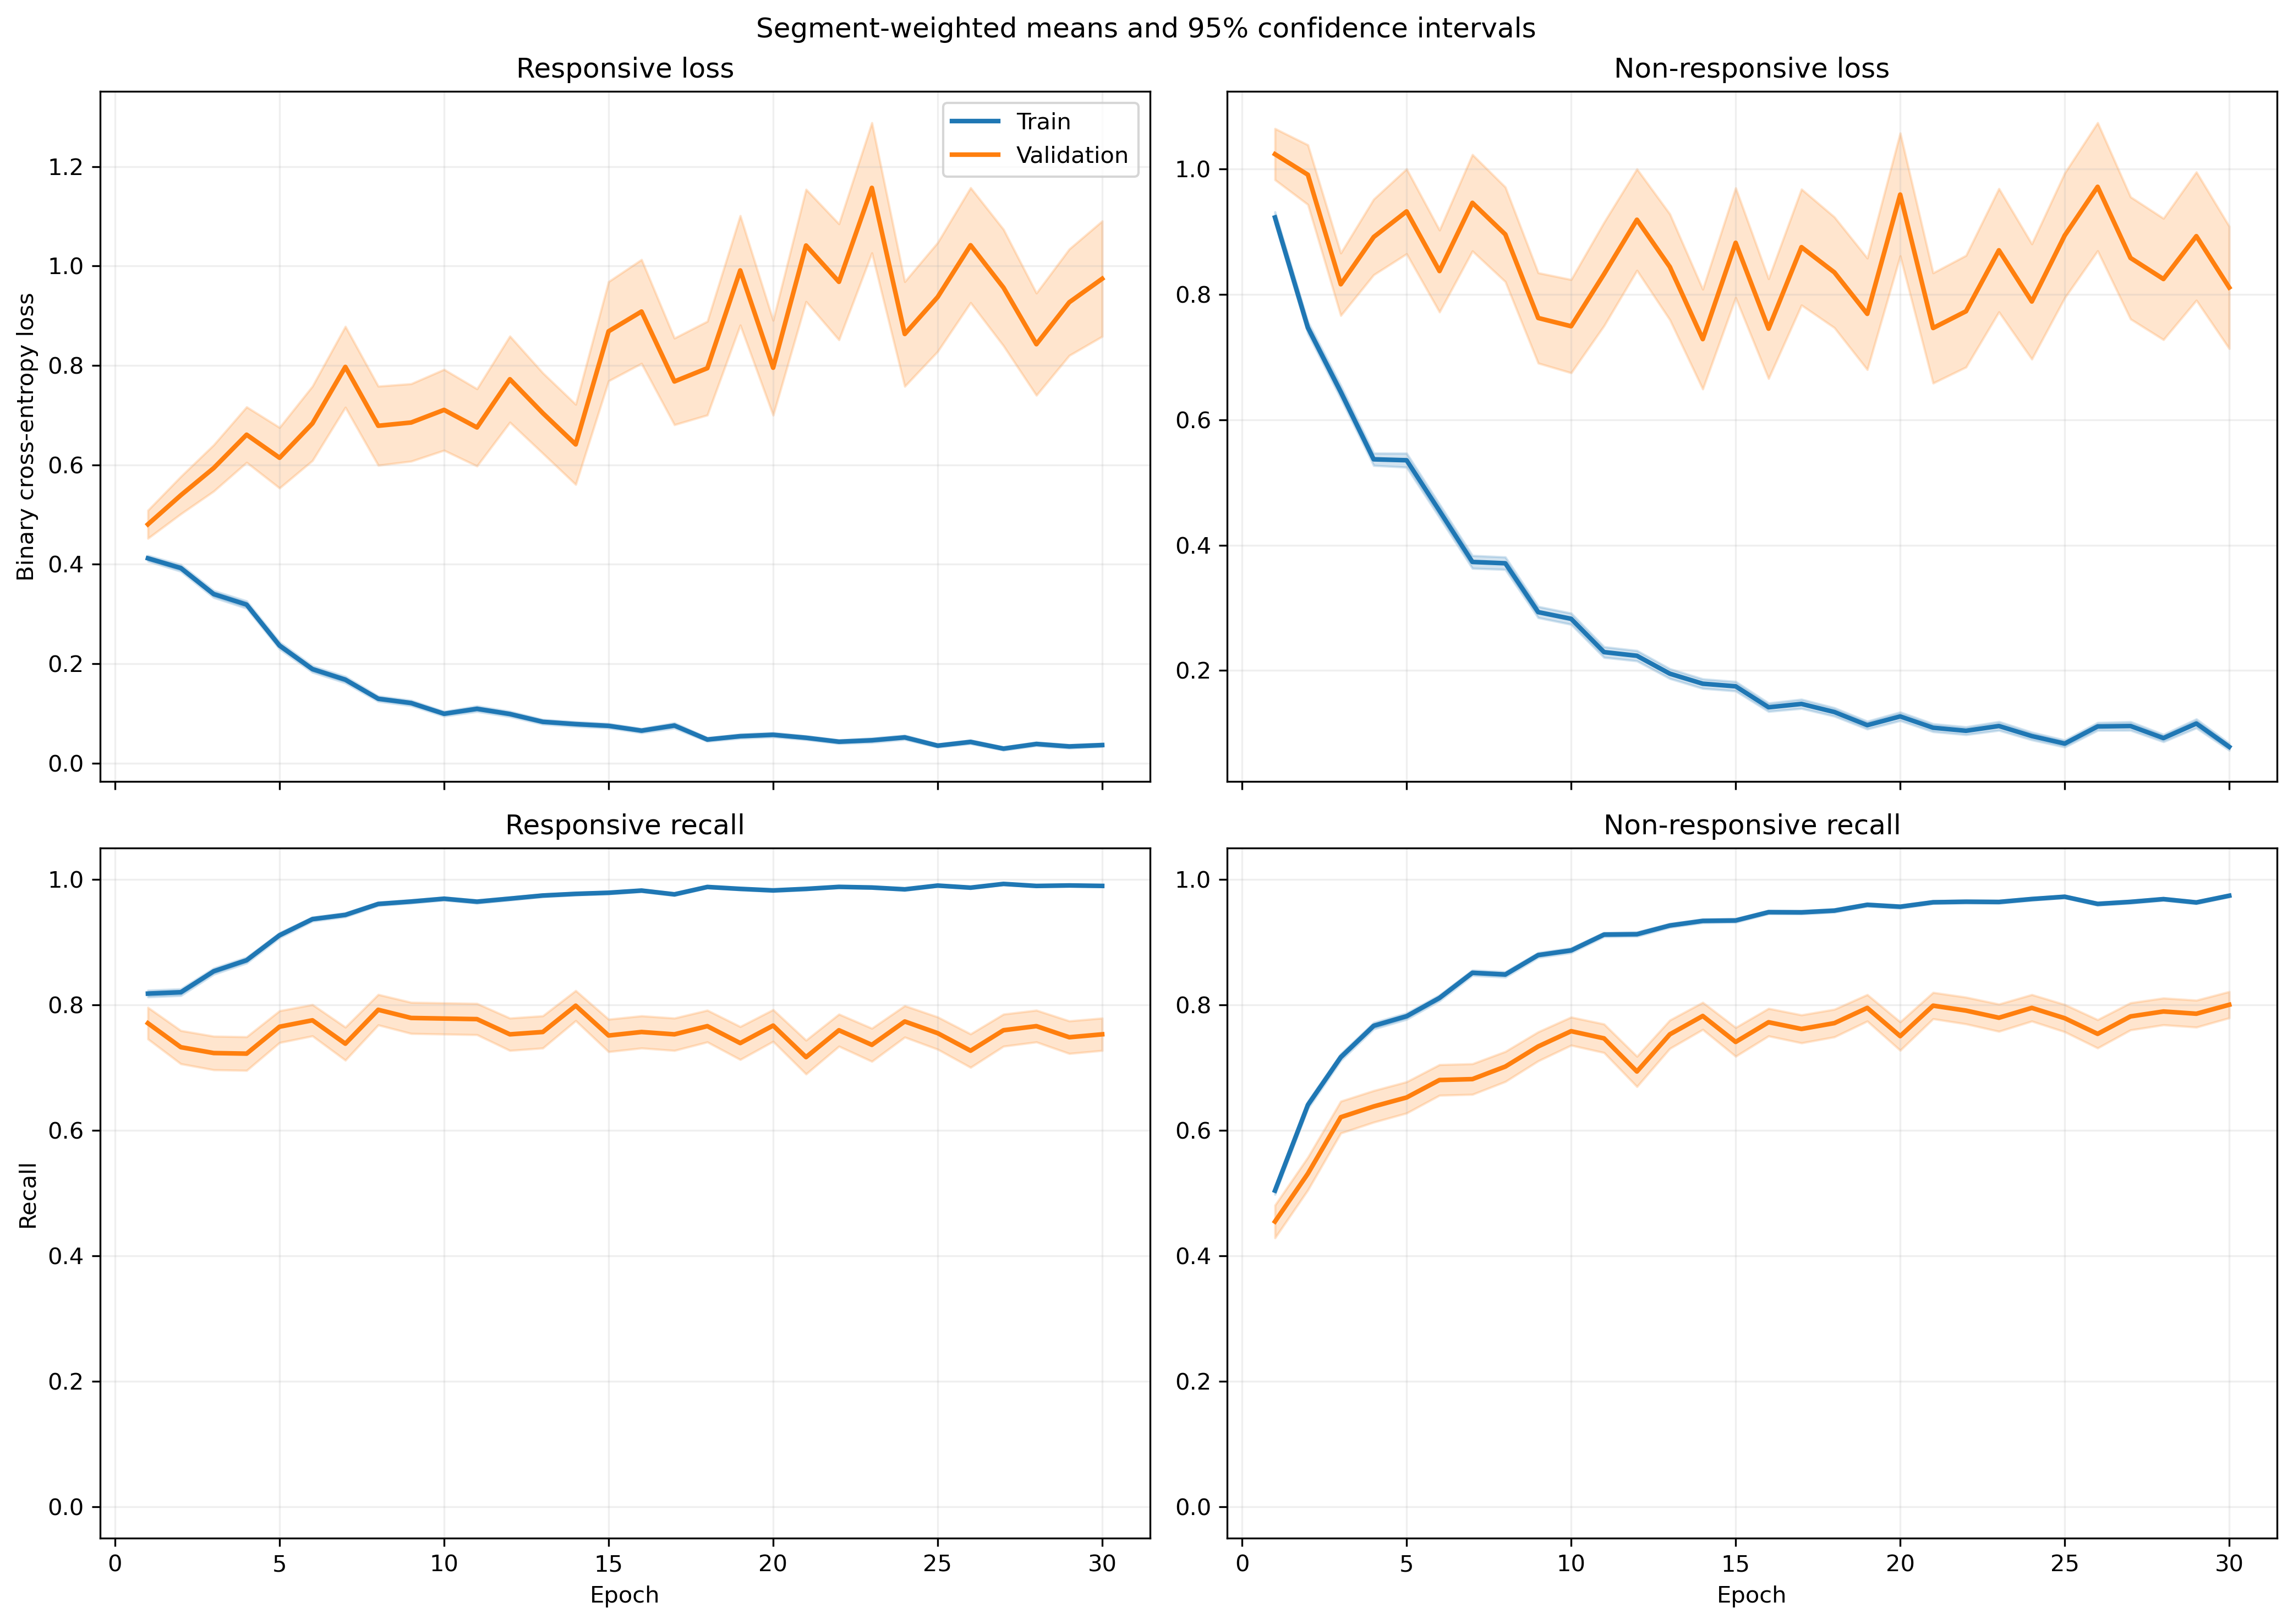 Segment-weighted means and 95% confidence intervals
Responsive loss
Non-responsive loss
Train
Validation
Binary cross-entropy loss
1.2
1.0
0.8
0.6
0.4
0.2
0.0
1.0
0.8
0.6
0.4
0.2
Responsive recall
Non-responsive recall
Recall
1.0
0.8
0.6
0.4
0.2
0.0
0 5 10 15 20 25 30
Epoch
1.0
0.8
0.6
0.4
0.2
0.0
0 5 10 15 20 25 30
Epoch